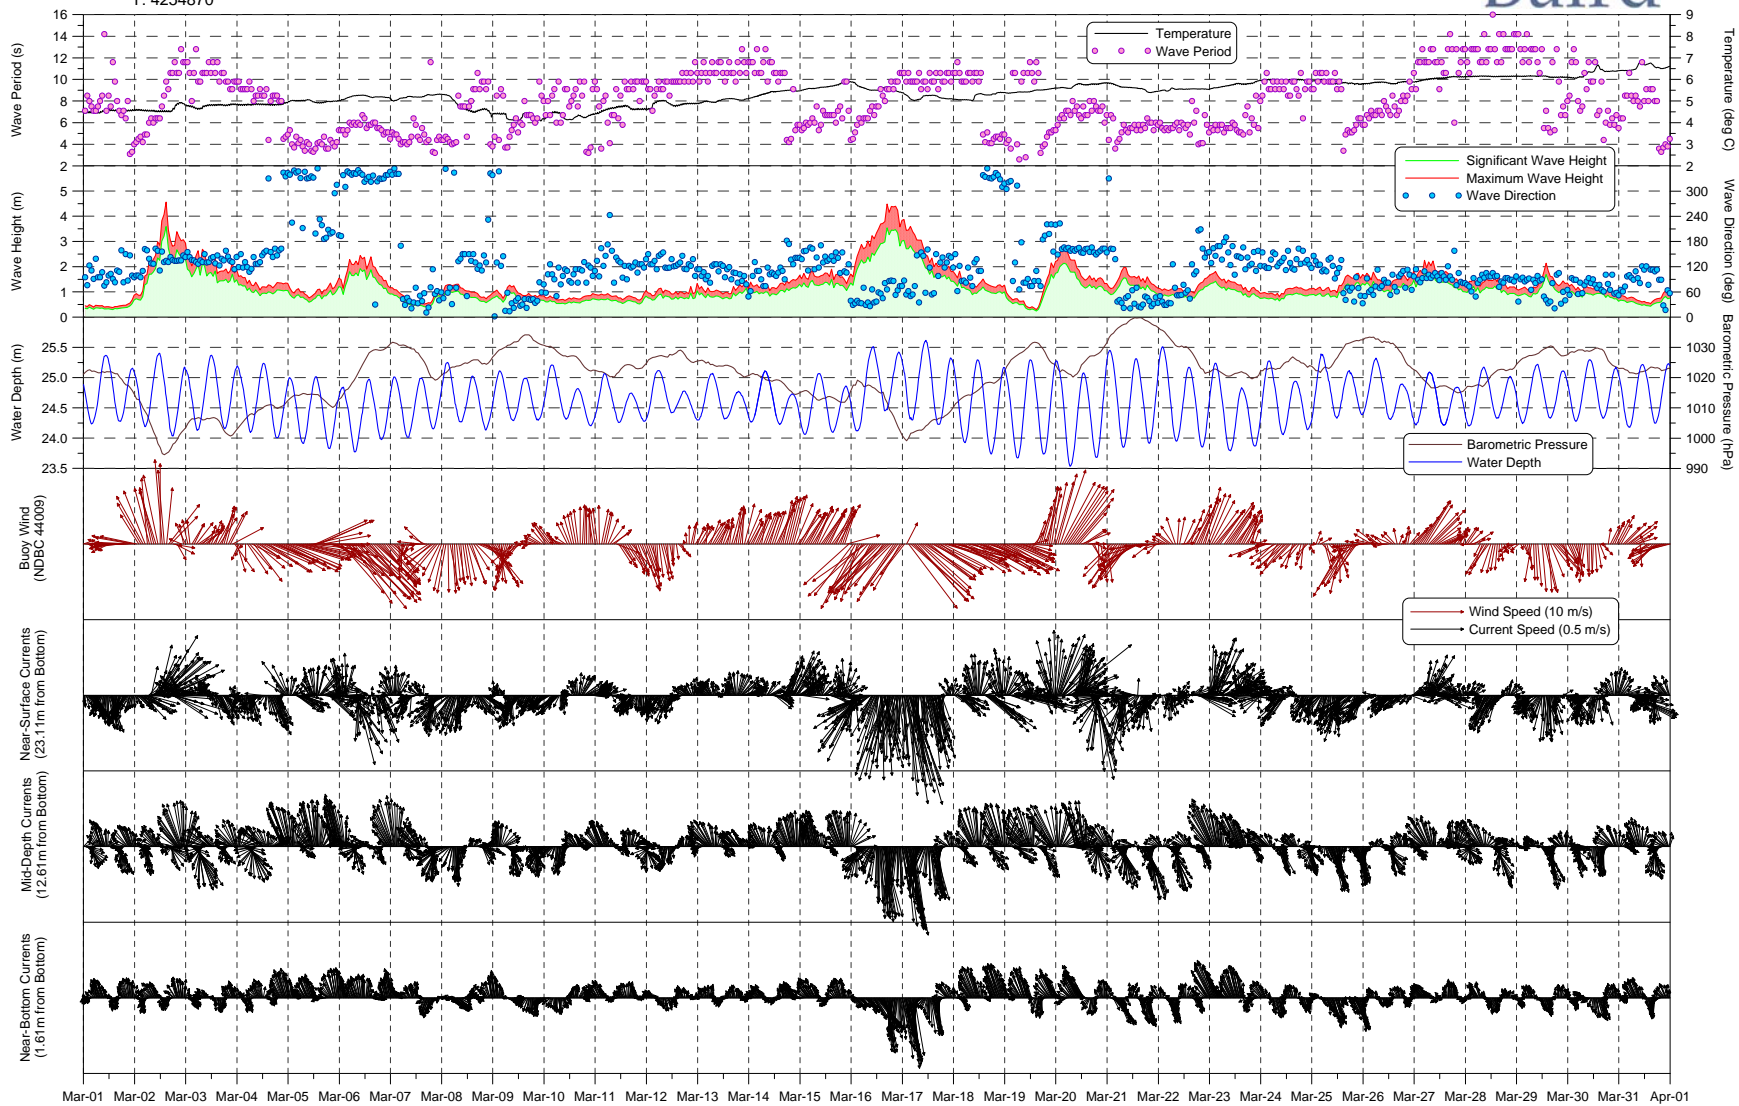 Y: 4254870
Baird
16
14
12
10
8
6
4
2
Wave Period (s)
9
8
7
6
5
4
3
2
Temperature (deg C)
Temperature
Wave Period
2
5
4
3
2
1
0
Wave Height (m)
300
240
180
120
60
0
Wave Direction (deg)
Significant Wave Height
Maximum Wave Height
Wave Direction
25.5
25.0
24.5
24.0
23.5
Water Depth (m)
1030
1020
1010
1000
990
Barometric Pressure (hPa)
Barometric Pressure
Water Depth
Buoy Wind
(NDBC 44009)
Wind Speed (10 m/s)
Current Speed (0.5 m/s)
Near-Surface Currents
(23.11m from Bottom)
Mid-Depth Currents
(12.61m from Bottom)
Near-Bottom Currents
(1.61m from Bottom)
Mar-01 Mar-02 Mar-03 Mar-04 Mar-05 Mar-06 Mar-07 Mar-08 Mar-09 Mar-10 Mar-11 Mar-12 Mar-13 Mar-14 Mar-15 Mar-16 Mar-17 Mar-18 Mar-19 Mar-20 Mar-21 Mar-22 Mar-23 Mar-24 Mar-25 Mar-26 Mar-27 Mar-28 Mar-29 Mar-30 Mar-31 Apr-01